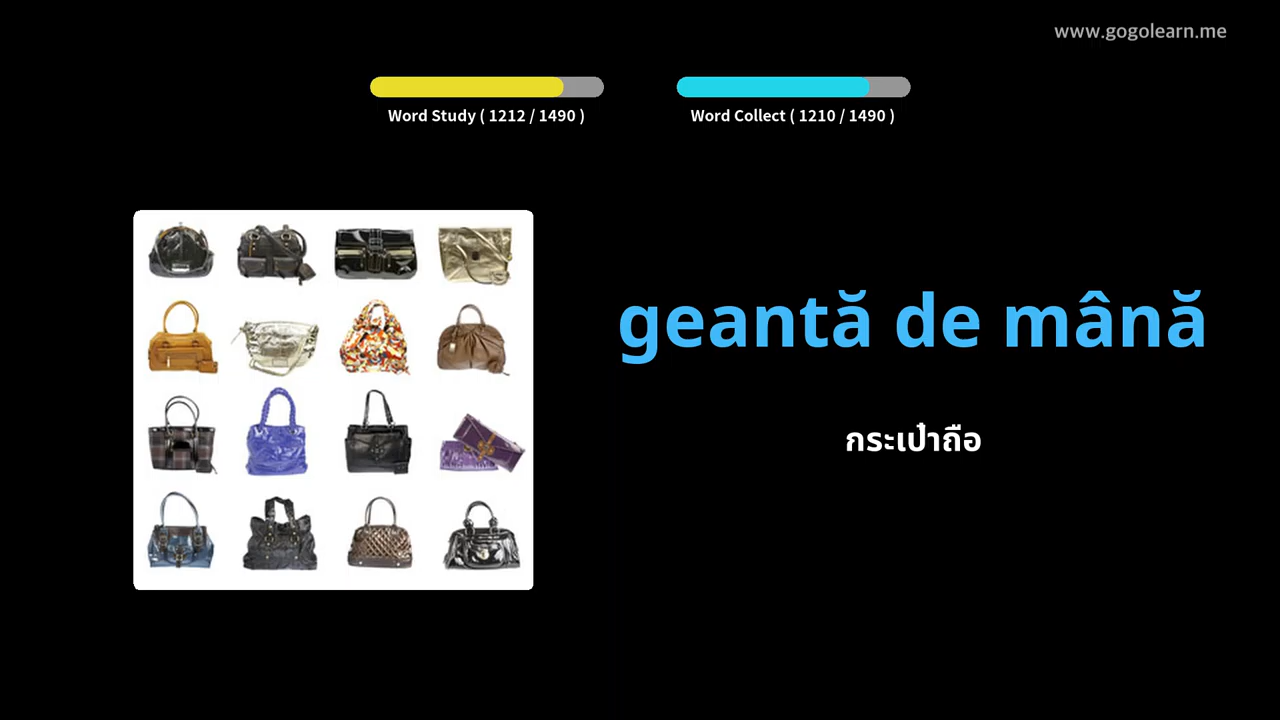 www.gogolearn.me
Word Study ( 1212 / 1490 )
Word Collect ( 1210 / 1490 )
geantă de mână
กระเป๋าถือ